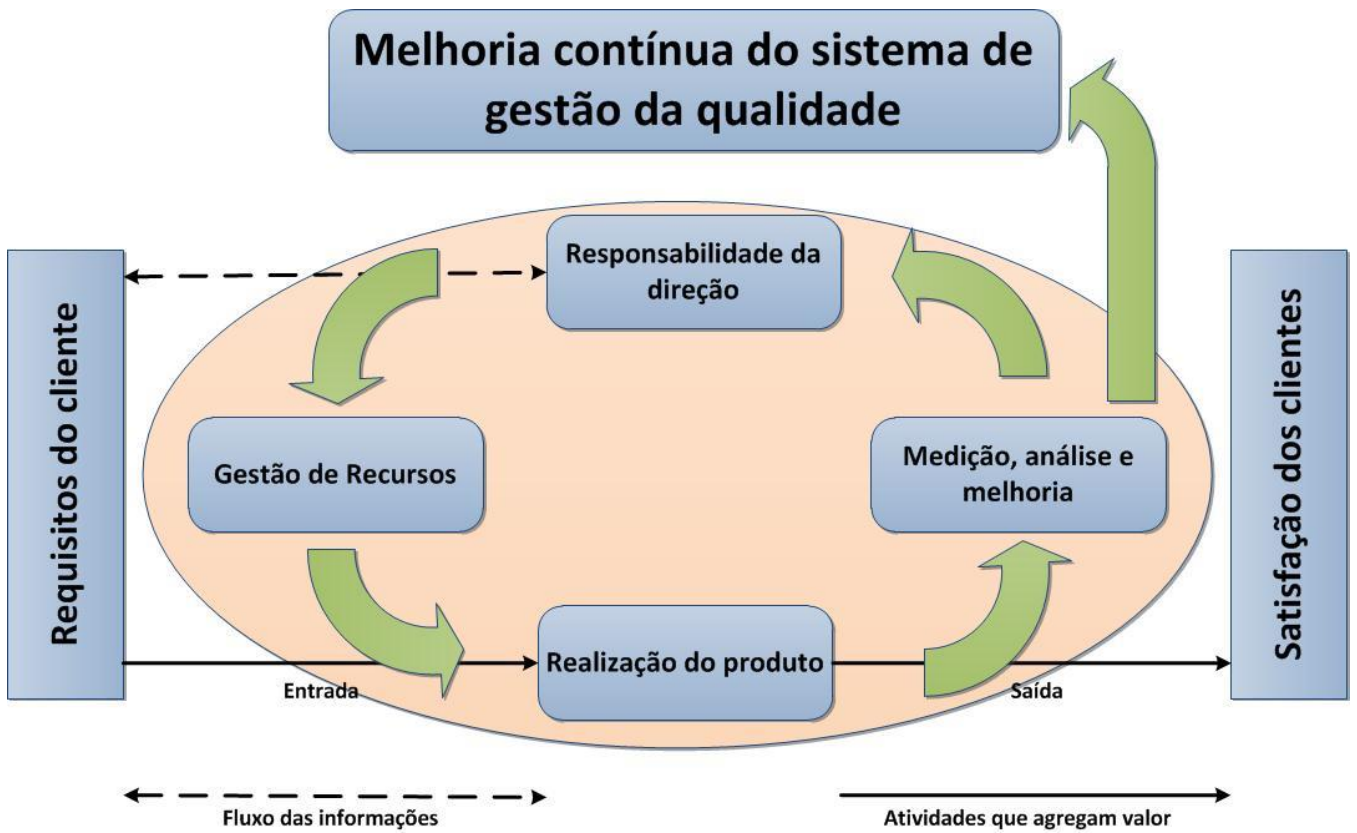 Melhoria contínua do sistema de
gestão da qualidade
Requisitos do cliente
Responsabilidade da
direção
Satisfação dos clientes
Gestão de Recursos
Medição, análise e
melhoria
Realização do produto
Entrada
Saída
Fluxo das informações
Atividades que agregam valor